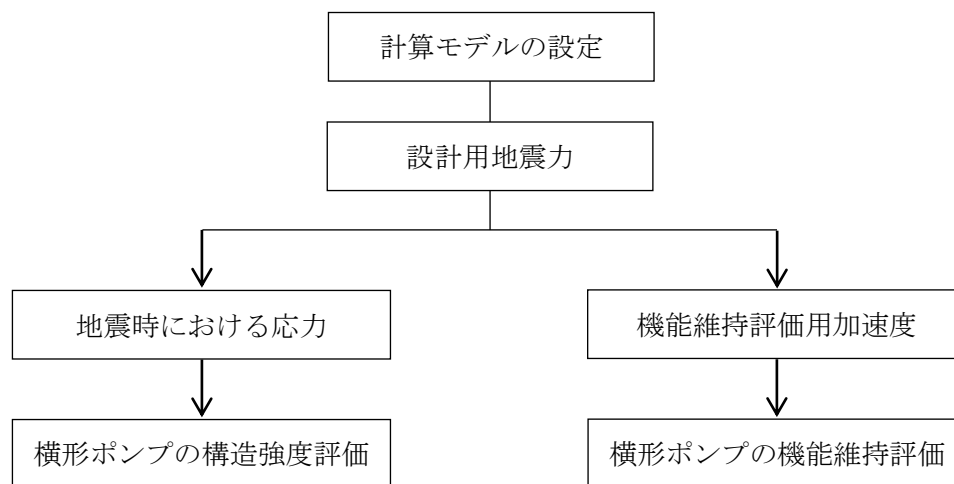 計算モデルの設定
設計用地震力
地震時における応力
機能維持評価用加速度
横形ポンプの構造強度評価
横形ポンプの機能維持評価